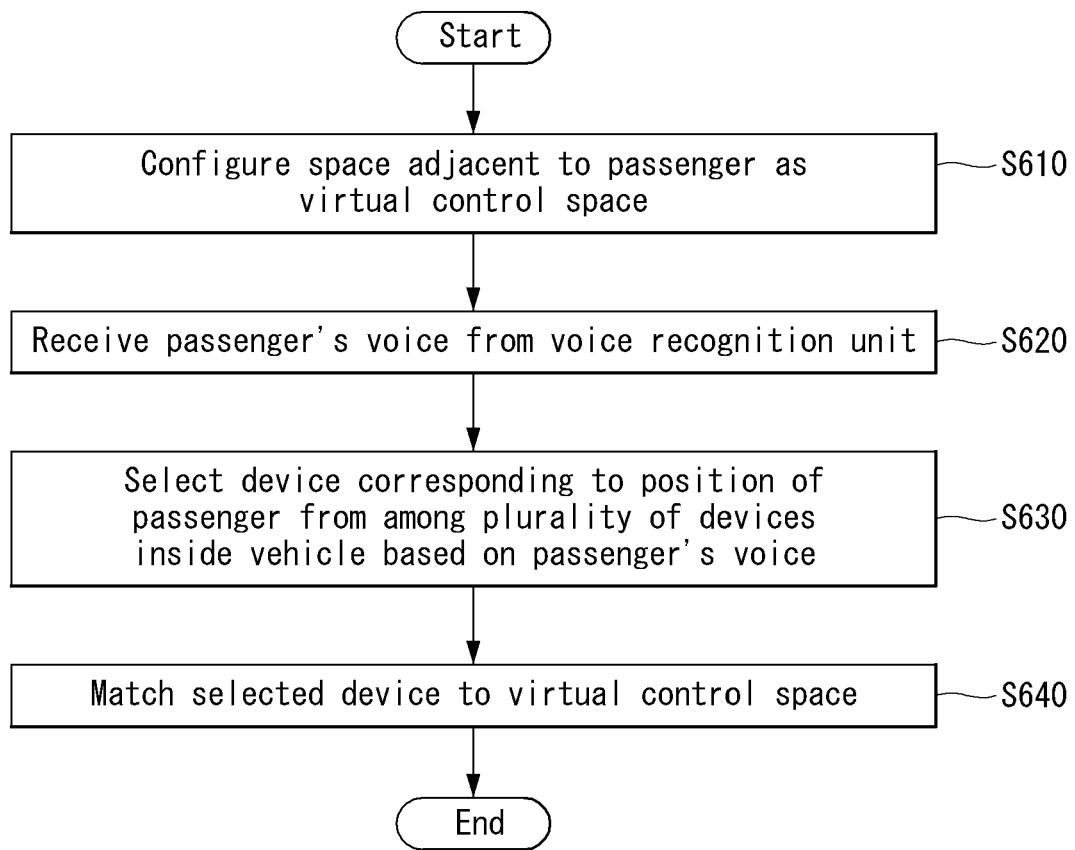 Start
Configure space adjacent to passenger as
virtual control space
S610
Receive passenger's voice from voice recognition unit
S620
Select device corresponding to position of
passenger from among plurality of devices
inside vehicle based on passenger's voice
S630
Match selected device to virtual control space
S640
End